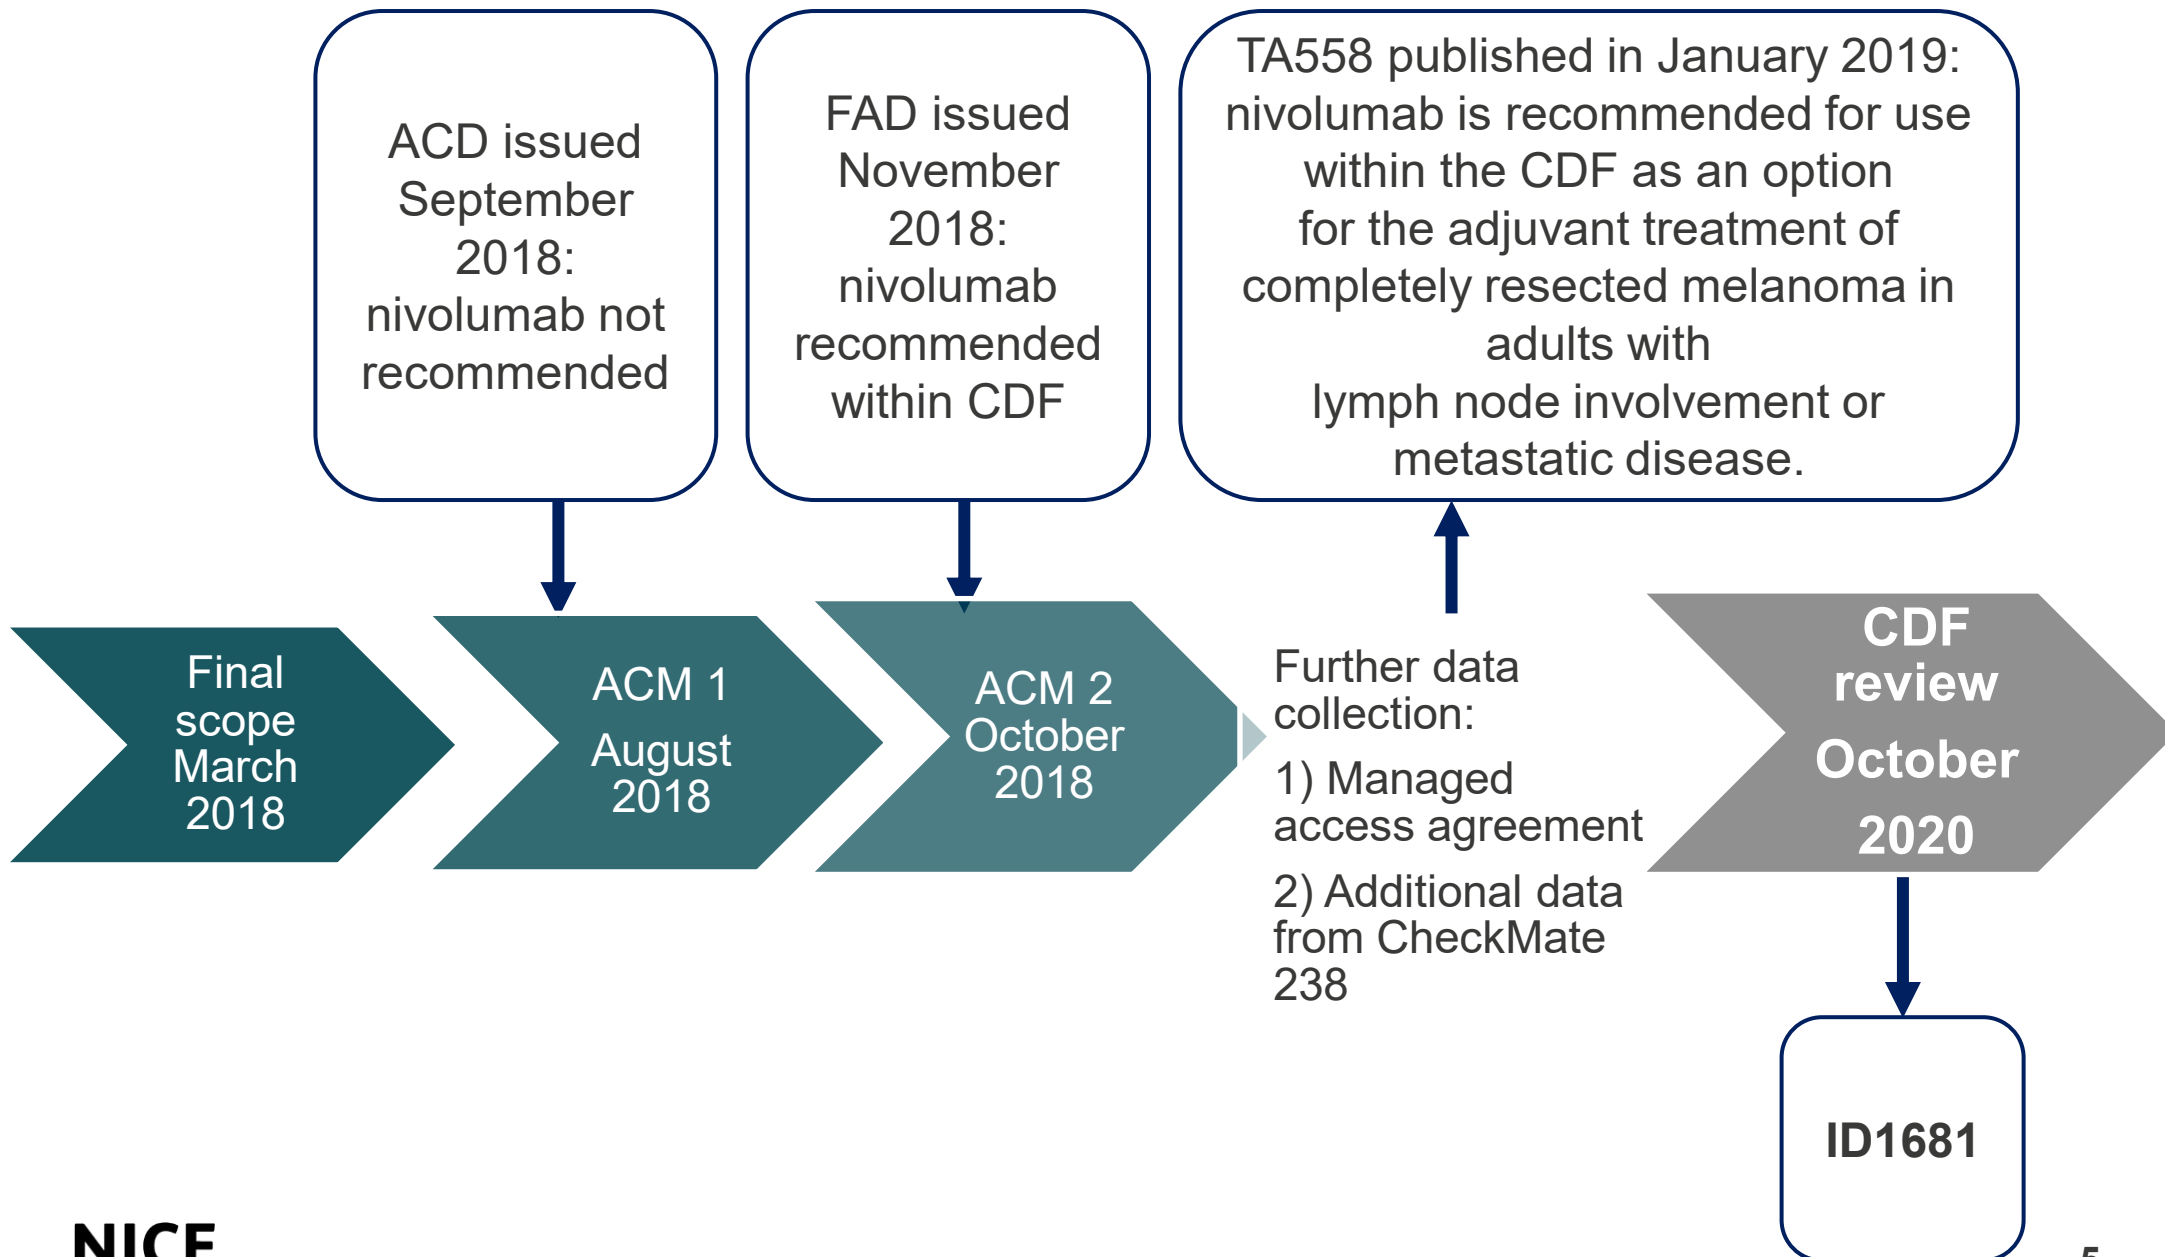 ACD issued
September
2018:
nivolumab not
recommended
FAD issued
November
2018:
nivolumab
recommended
within CDF
TA558 published in January 2019:
nivolumab is recommended for use
within the CDF as an option
for the adjuvant treatment of
completely resected melanoma in
adults with
lymph node involvement or
metastatic disease.
Final
scope
March
2018
ACM 1
August
2018
ACM 2
October
2018
Further data
collection:
1) Managed
access agreement
2) Additional data
from CheckMate
238
CDF
review
October
2020
ID1681
NICE
5